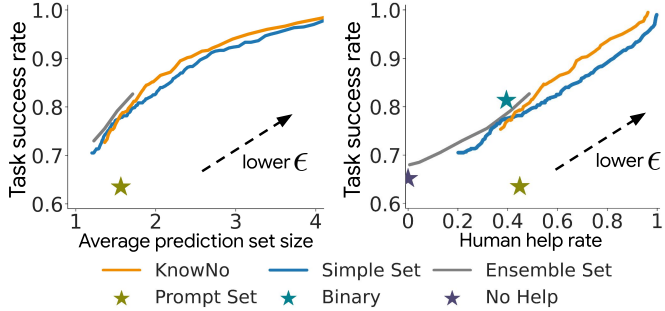 Task success rate
1.0
0.9
0.8
0.7
0.6
lower ϵ
1
2
3
4
Average prediction set size
Task success rate
1.0
0.9
0.8
0.7
0.6
lower ϵ
0
0.2
0.4
0.6
0.8
1
Human help rate
KnowNo
Simple Set
Ensemble Set
Prompt Set
Binary
No Help